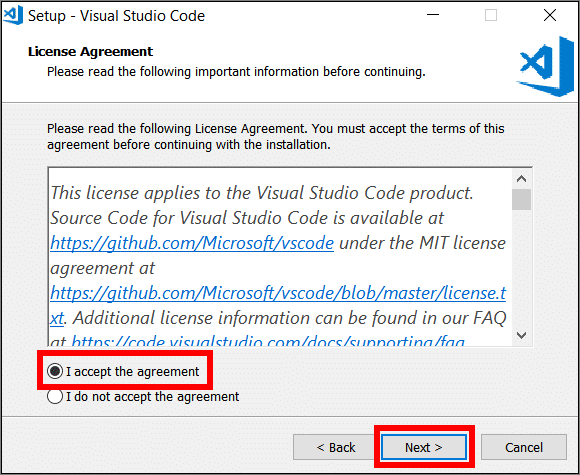 Setup - Visual Studio Code
License Agreement
Please read the following important information before continuing.
Please read the following License Agreement. You must accept the terms of this
agreement before continuing with the installation.
This license applies to the Visual Studio Code product.
Source Code for Visual Studio Code is available at
https://github.com/Microsoft/vscode under the MIT license
agreement at
https://github.com/Microsoft/vscode/blob/master/license.t
xt. Additional license information can be found in our FAQ
at https://code.visualstudio.com/docs/supporting/faq.
I accept the agreement
I do not accept the agreement
< Back
Next >
Cancel